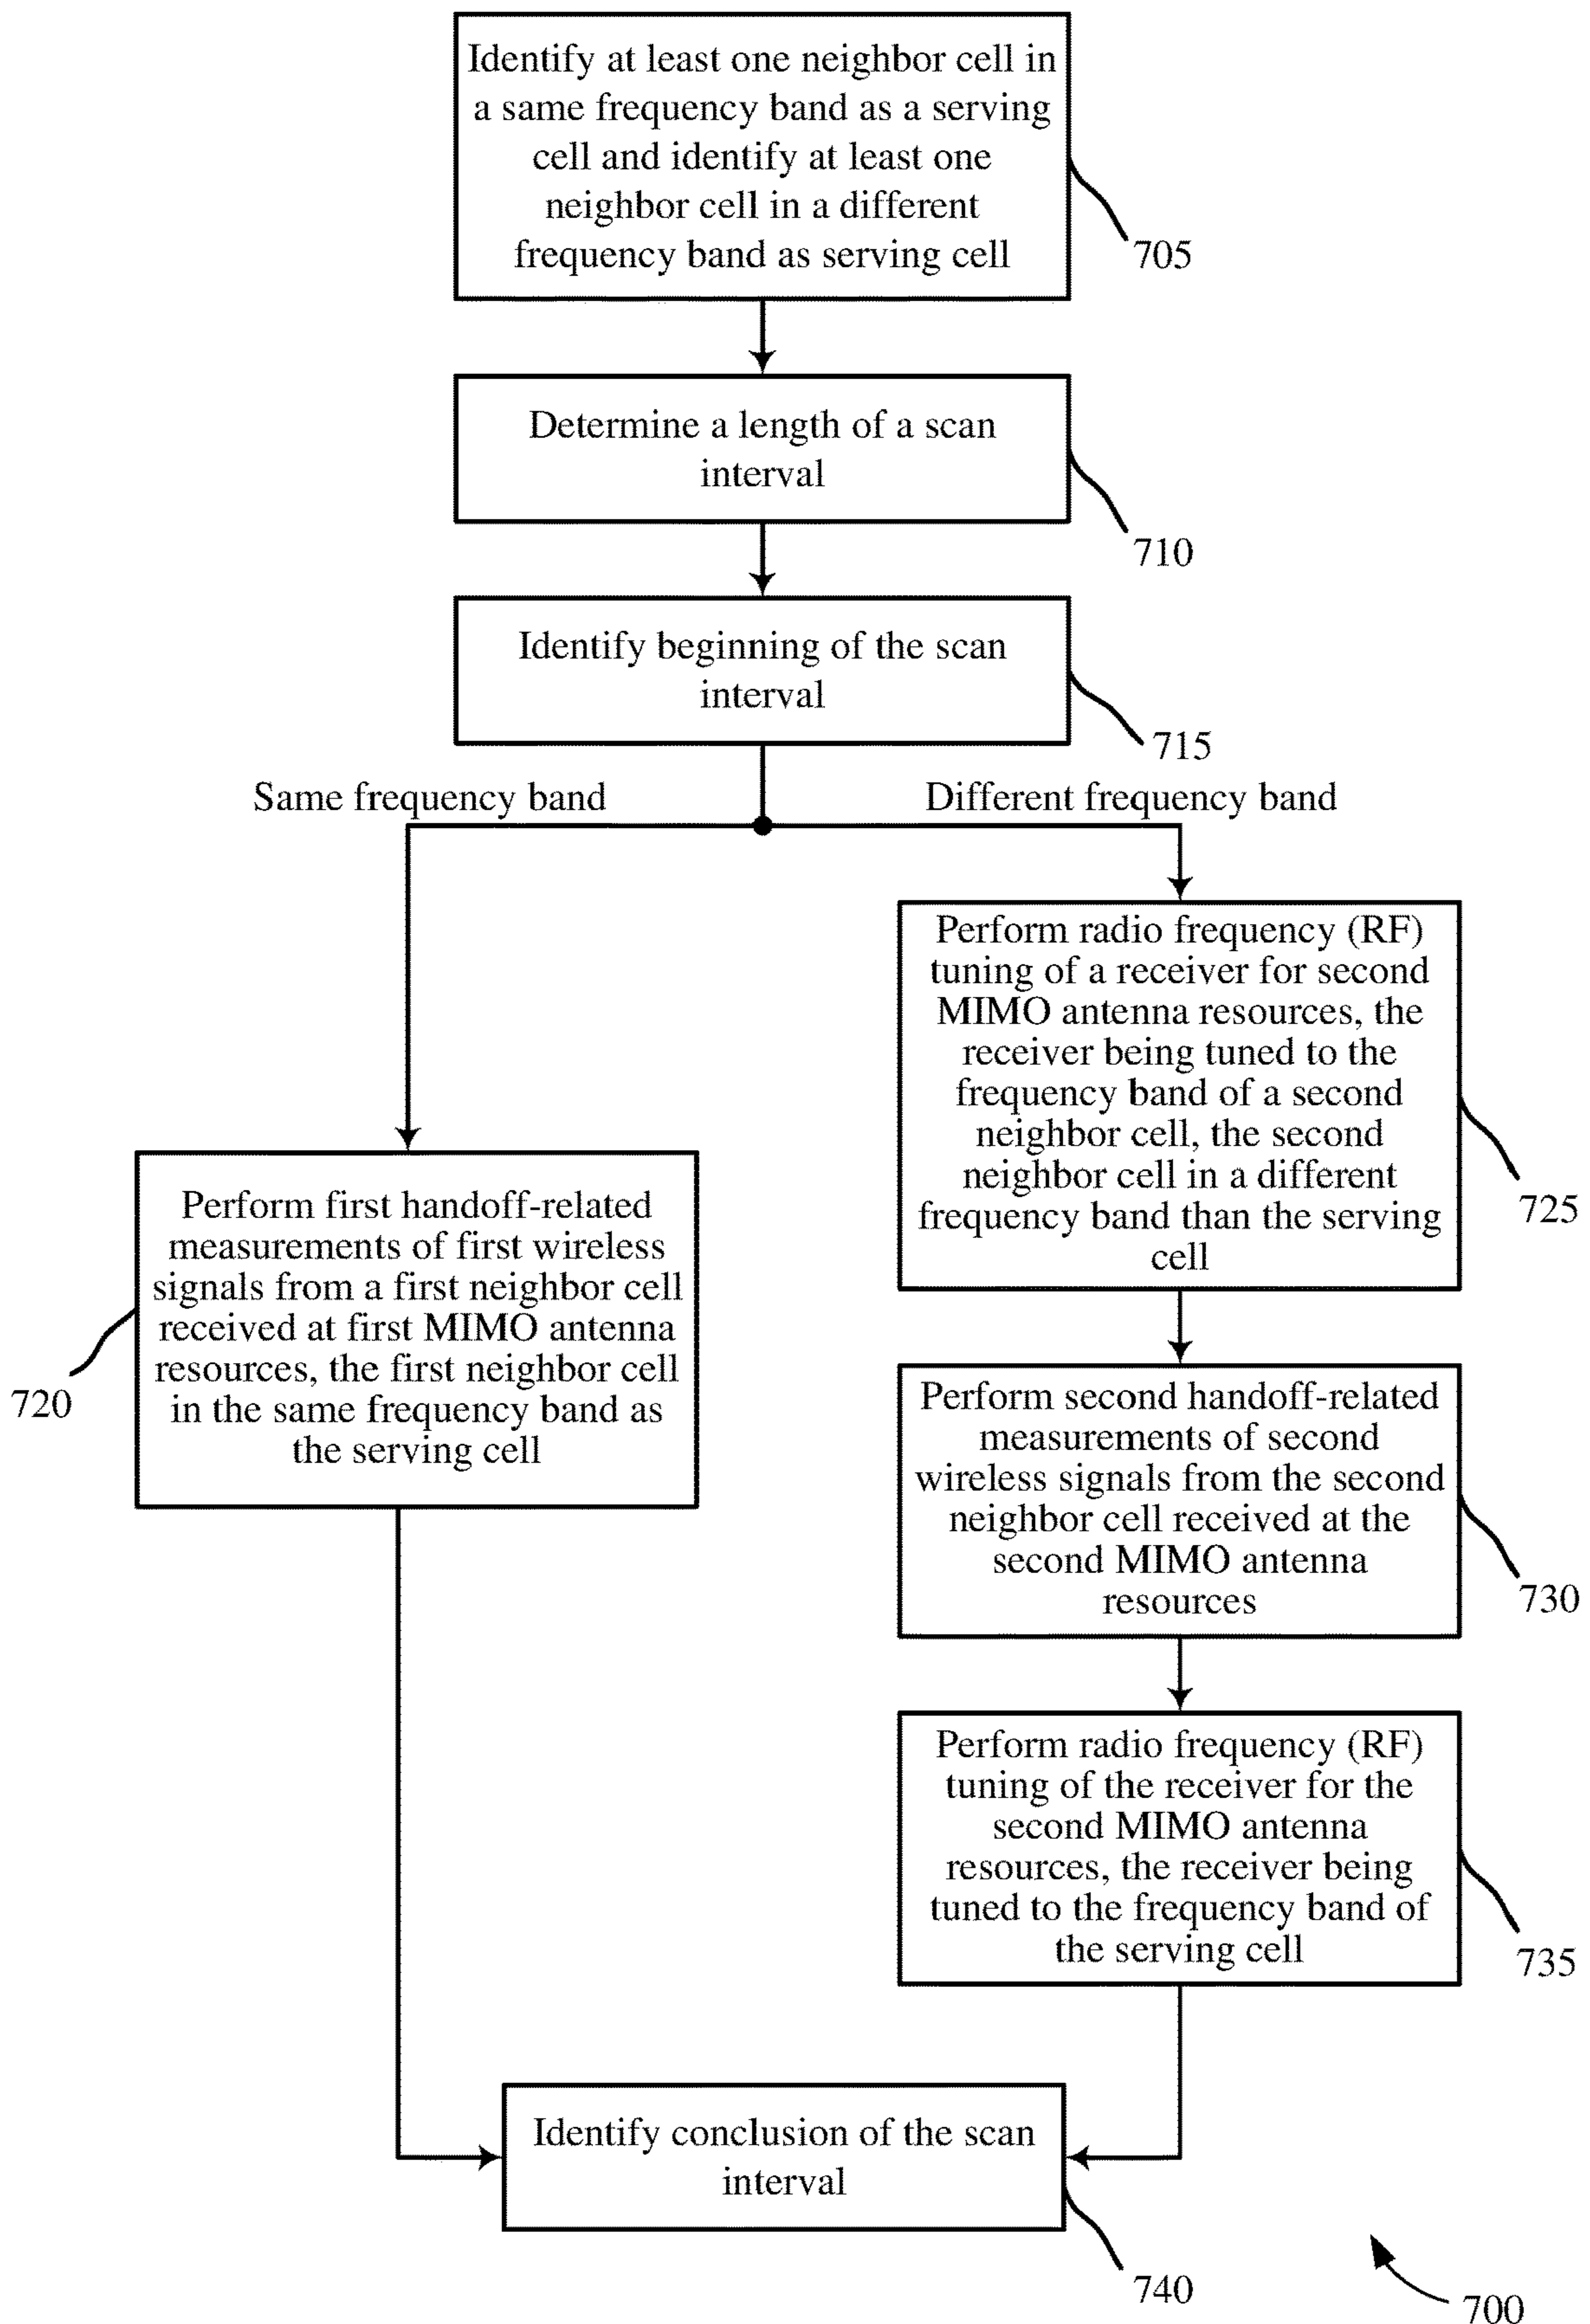 Identify at least one neighbor cell in
a same frequency band as a serving
cell and identify at least one
neighbor cell in a different
frequency band as serving cell
705
Determine a length of a scan
interval
710
Identify beginning of the scan
interval
715
Same frequency band
Different frequency band
Perform first handoff-related
measurements of first wireless
signals from a first neighbor cell
received at first MIMO antenna
resources, the first neighbor cell
in the same frequency band as
the serving cell
720
Perform radio frequency (RF)
tuning of a receiver for second
MIMO antenna resources, the
receiver being tuned to the
frequency band of a second
neighbor cell, the second
neighbor cell in a different
frequency band than the serving
cell
725
Perform second handoff-related
measurements of second
wireless signals from the second
neighbor cell received at the
second MIMO antenna
resources
730
Perform radio frequency (RF)
tuning of the receiver for the
second MIMO antenna
resources, the receiver being
tuned to the frequency band of
the serving cell
735
Identify conclusion of the scan
interval
740
700